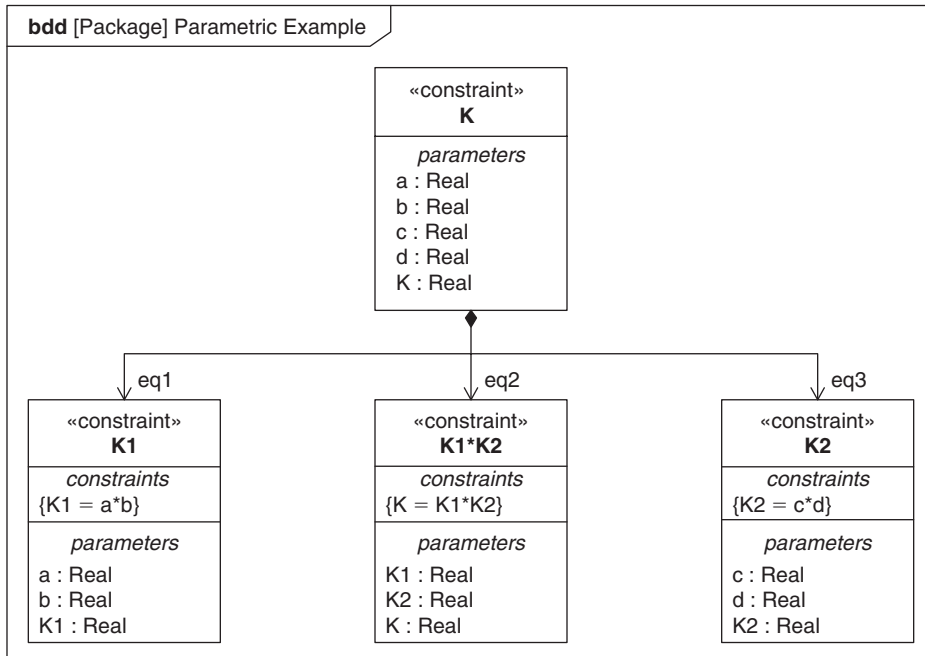 bdd [Package] Parametric Example
«constraint»
K
parameters
a : Real
b : Real
c : Real
d : Real
K : Real
eq1
«constraint»
K1
constraints
{K1 = a*b}
parameters
a : Real
b : Real
K1 : Real
eq2
«constraint»
K1*K2
constraints
{K = K1*K2}
parameters
K1 : Real
K2 : Real
K : Real
eq3
«constraint»
K2
constraints
{K2 = c*d}
parameters
c : Real
d : Real
K2 : Real